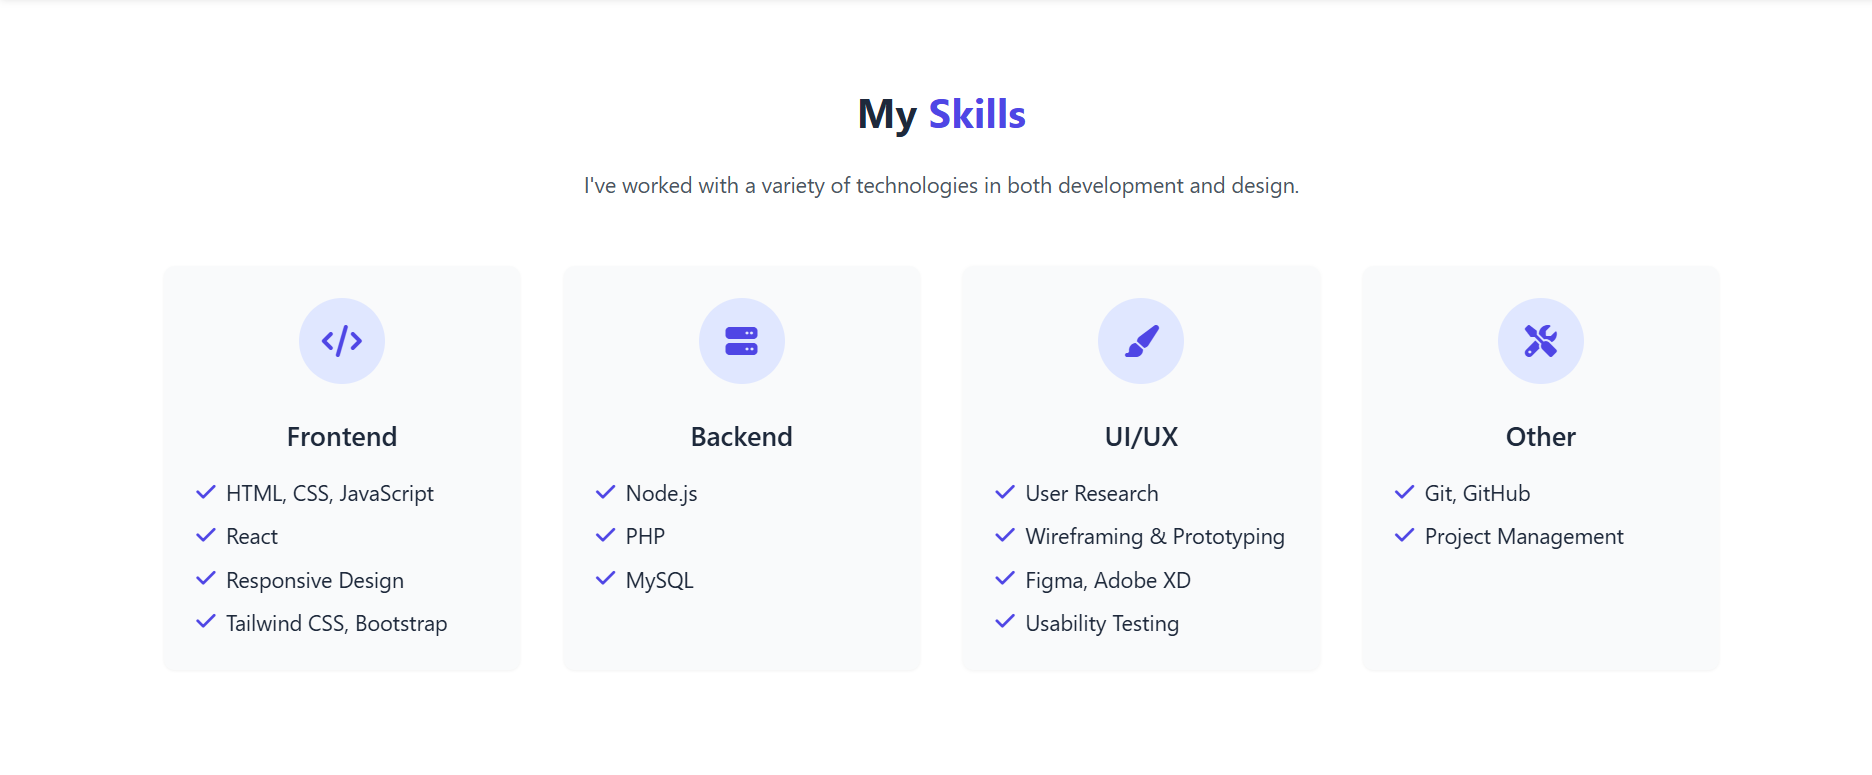 My Skills
I've worked with a variety of technologies in both development and design.
Frontend
HTML, CSS, JavaScript
React
Responsive Design
Tailwind CSS, Bootstrap
Backend
Node.js
PHP
MySQL
UI/UX
User Research
Wireframing & Prototyping
Figma, Adobe XD
Usability Testing
Other
Git, GitHub
Project Management